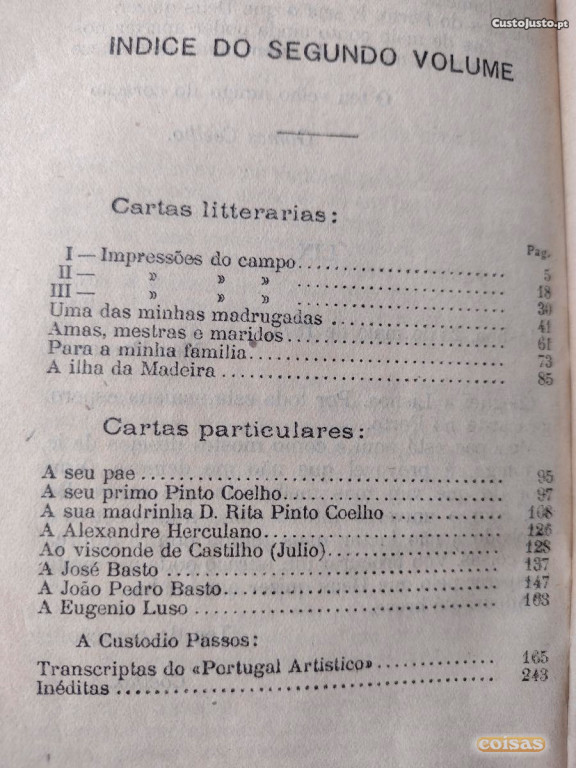 CustoJusto.pt
INDICE DO SEGUNDO VOLUME
Cartas litterarias:
Pag.
I — Impressões do campo 5
II — » » » 18
III — » » » 30
Uma das minhas madrugadas 41
Amas, mestras e maridos 61
Para a minha familia 73
A ilha da Madeira 85
Cartas particulares:
A seu pae 95
A seu primo Pinto Coelho 97
A sua madrinha D. Rita Pinto Coelho 108
A Alexandre Herculano 126
Ao visconde de Castilho (Julio) 128
A José Basto 137
A João Pedro Basto 147
A Eugenio Luso 163
A Custodio Passos:
Transcriptas do «Portugal Artistico» 165
Inéditas 243
coisas